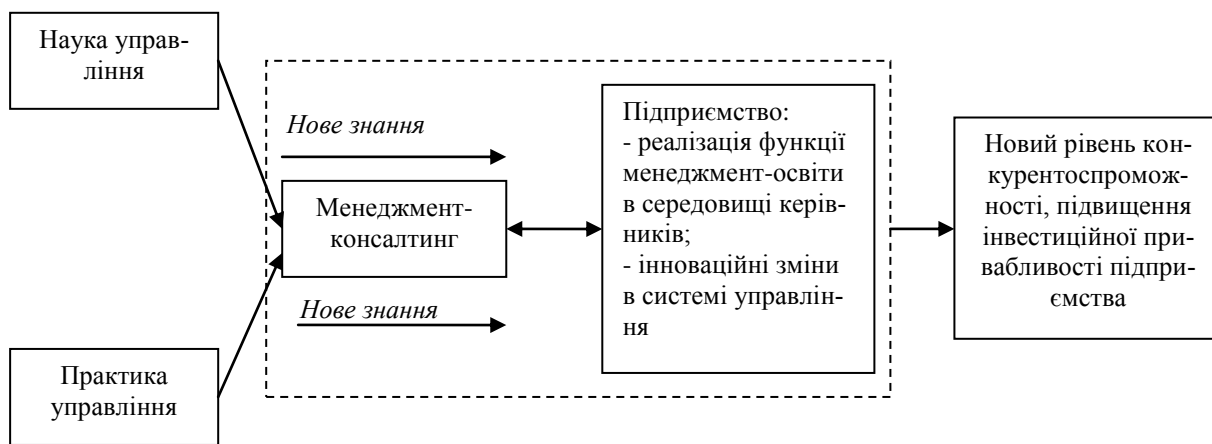 Наука управ-
ління
Нове знання
Менеджмент-
консалтинг
Нове знання
Практика
управління
Підприємство:
- реалізація функції
менеджмент-освіти
в середовищі керів-
ників;
- інноваційні зміни
в системі управлін-
ня
Новий рівень кон-
курентоспромож-
ності, підвищення
інвестиційної при-
вабливості підпри-
ємства